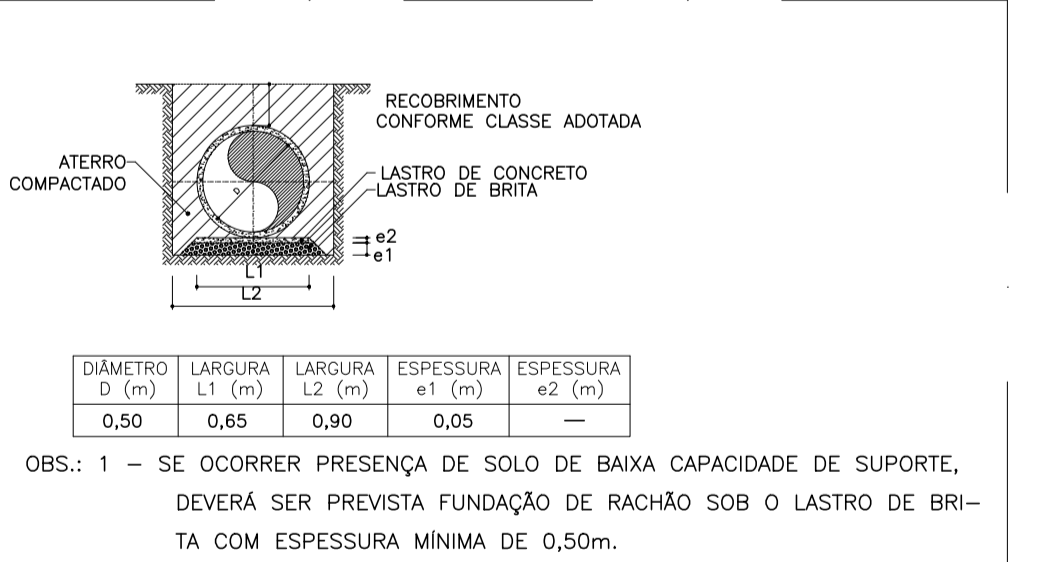 RECOBRIMENTO
CONFORME CLASSE ADOTADA
ATERRO
COMPACTADO
LASTRO DE CONCRETO
LASTRO DE BRITA
D
e2
e1
L1
L2
DIÂMETRO D (m) LARGURA L1 (m) LARGURA L2 (m) ESPESSURA e1 (m) ESPESSURA e2 (m)
0,50 0,65 0,90 0,05 —
OBS.: 1 – SE OCORRER PRESENÇA DE SOLO DE BAIXA CAPACIDADE DE SUPORTE,
DEVERÁ SER PREVISTA FUNDAÇÃO DE RACHÃO SOB O LASTRO DE BRI–
TA COM ESPESSURA MÍNIMA DE 0,50m.